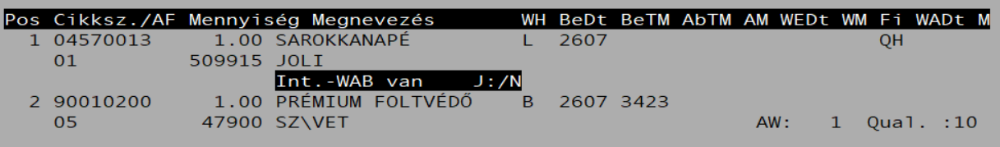 Pos Cikksz./AF Mennyiség Megnevezés WH BeDt BeTM AbTM AM WEDt WM Fi WADt M
1 04570013 1.00 SAROKKANAPÉ L 2607 QH
01 509915 JOLI
Int.-WAB van J:/N
2 90010200 1.00 PRÉMIUM FOLTVÉDŐ B 2607 3423
05 47900 SZ\VET AW: 1 Qual. :10